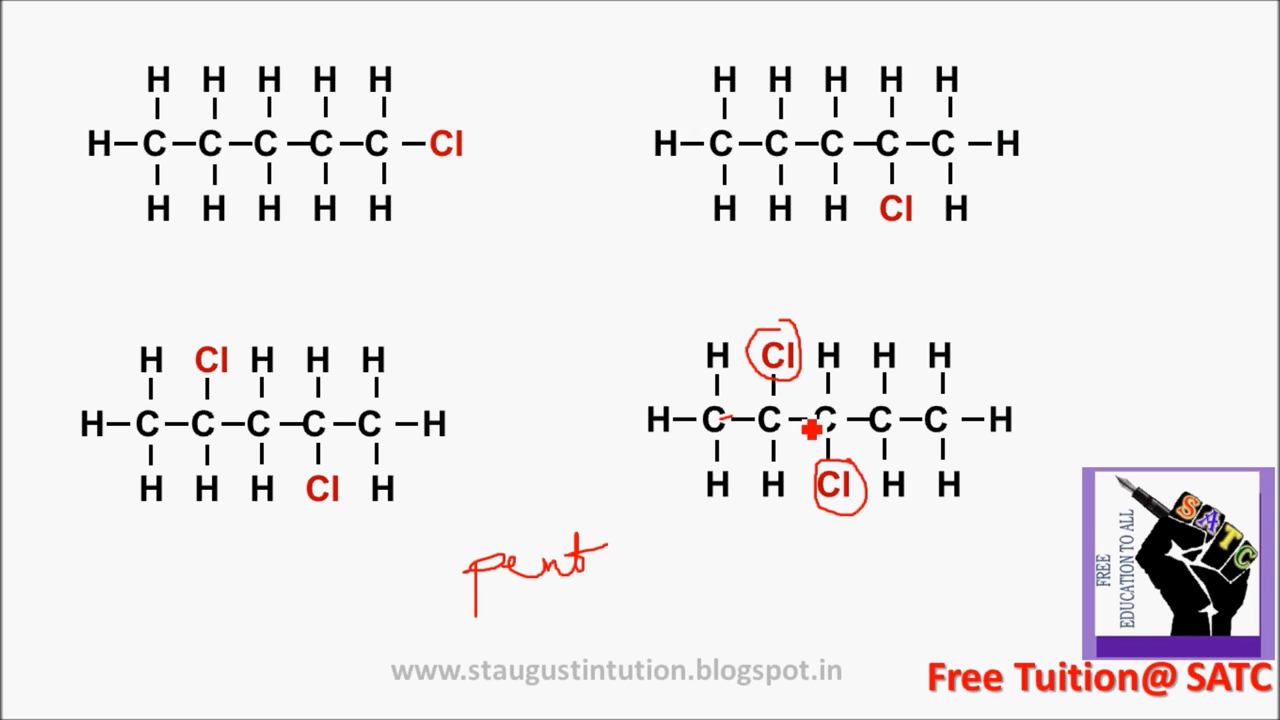 H H H H H
H–C–C–C–C–C–Cl
H H H H H
H H H H H
H–C–C–C–C–C–H
H H H Cl H
H Cl H H H
H–C–C–C–C–C–H
H H H Cl H
H Cl H H H
H–C–C–C–C–C–H
H H Cl H H
pent
FREE
EDUCATION TO ALL
SATC
www.staugustintution.blogspot.in
Free Tuition@ SATC